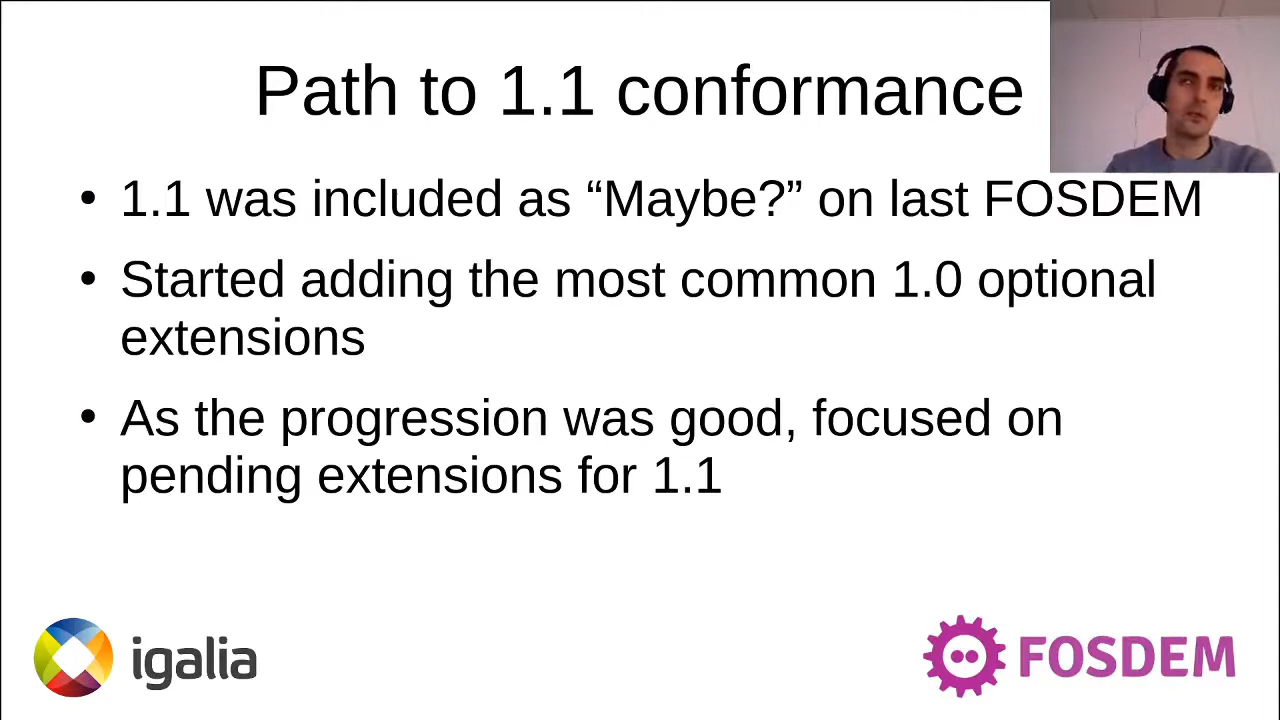 Path to 1.1 conformance
• 1.1 was included as “Maybe?” on last FOSDEM
• Started adding the most common 1.0 optional
extensions
• As the progression was good, focused on
pending extensions for 1.1
igalia
FOSDEM